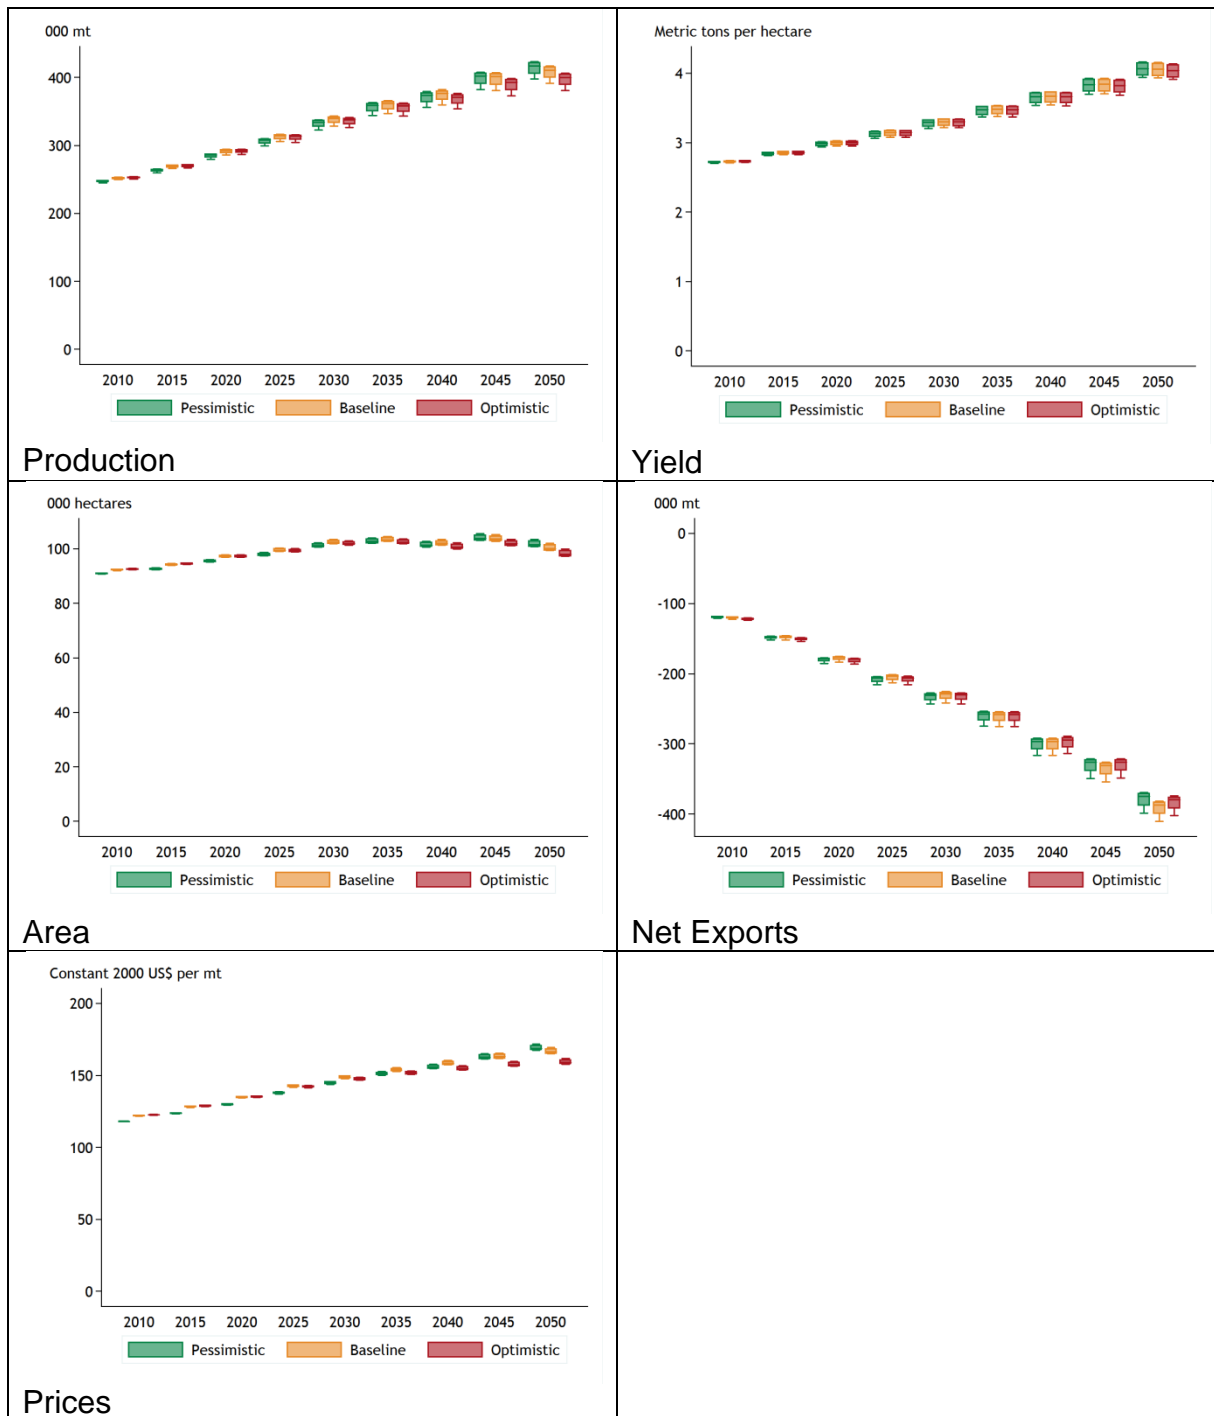 000 mt
400
300
200
100
0
2010 2015 2020 2025 2030 2035 2040 2045 2050
Pessimistic Baseline Optimistic
Production
Metric tons per hectare
4
3
2
1
0
2010 2015 2020 2025 2030 2035 2040 2045 2050
Pessimistic Baseline Optimistic
Yield
000 hectares
100
80
60
40
20
0
2010 2015 2020 2025 2030 2035 2040 2045 2050
Pessimistic Baseline Optimistic
Area
000 mt
0
-100
-200
-300
-400
2010 2015 2020 2025 2030 2035 2040 2045 2050
Pessimistic Baseline Optimistic
Net Exports
Constant 2000 US$ per mt
200
150
100
50
0
2010 2015 2020 2025 2030 2035 2040 2045 2050
Pessimistic Baseline Optimistic
Prices